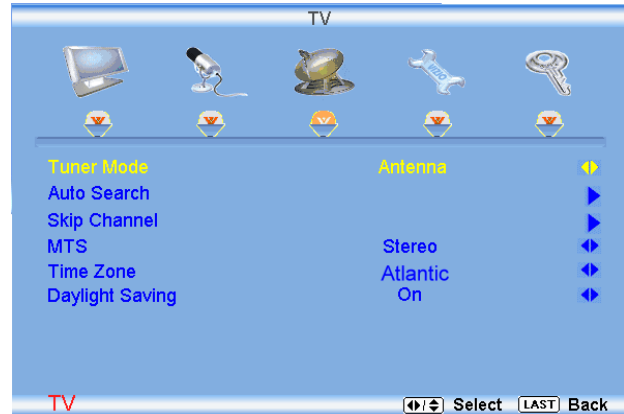 TV
VIZIO
Tuner Mode Antenna
Auto Search
Skip Channel
MTS Stereo
Time Zone Atlantic
Daylight Saving On
TV Select LAST Back